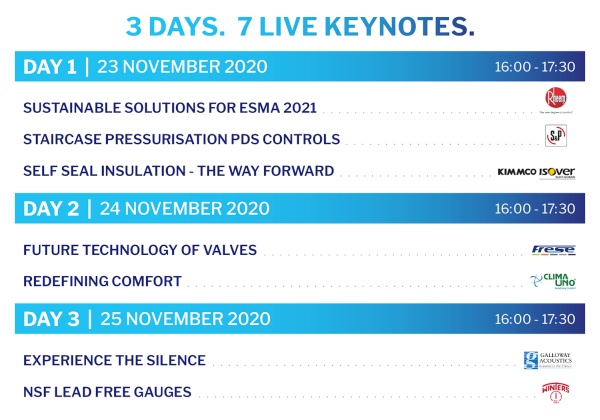 3 DAYS. 7 LIVE KEYNOTES.
DAY 1 | 23 NOVEMBER 2020 16:00 - 17:30
SUSTAINABLE SOLUTIONS FOR ESMA 2021 Rheem
STAIRCASE PRESSURISATION PDS CONTROLS S&P
SELF SEAL INSULATION - THE WAY FORWARD KIMMCO ISOVER
DAY 2 | 24 NOVEMBER 2020 16:00 - 17:30
FUTURE TECHNOLOGY OF VALVES Frese
REDEFINING COMFORT CLIMA UNO
DAY 3 | 25 NOVEMBER 2020 16:00 - 17:30
EXPERIENCE THE SILENCE GALLOWAY ACOUSTICS
NSF LEAD FREE GAUGES WINTERS